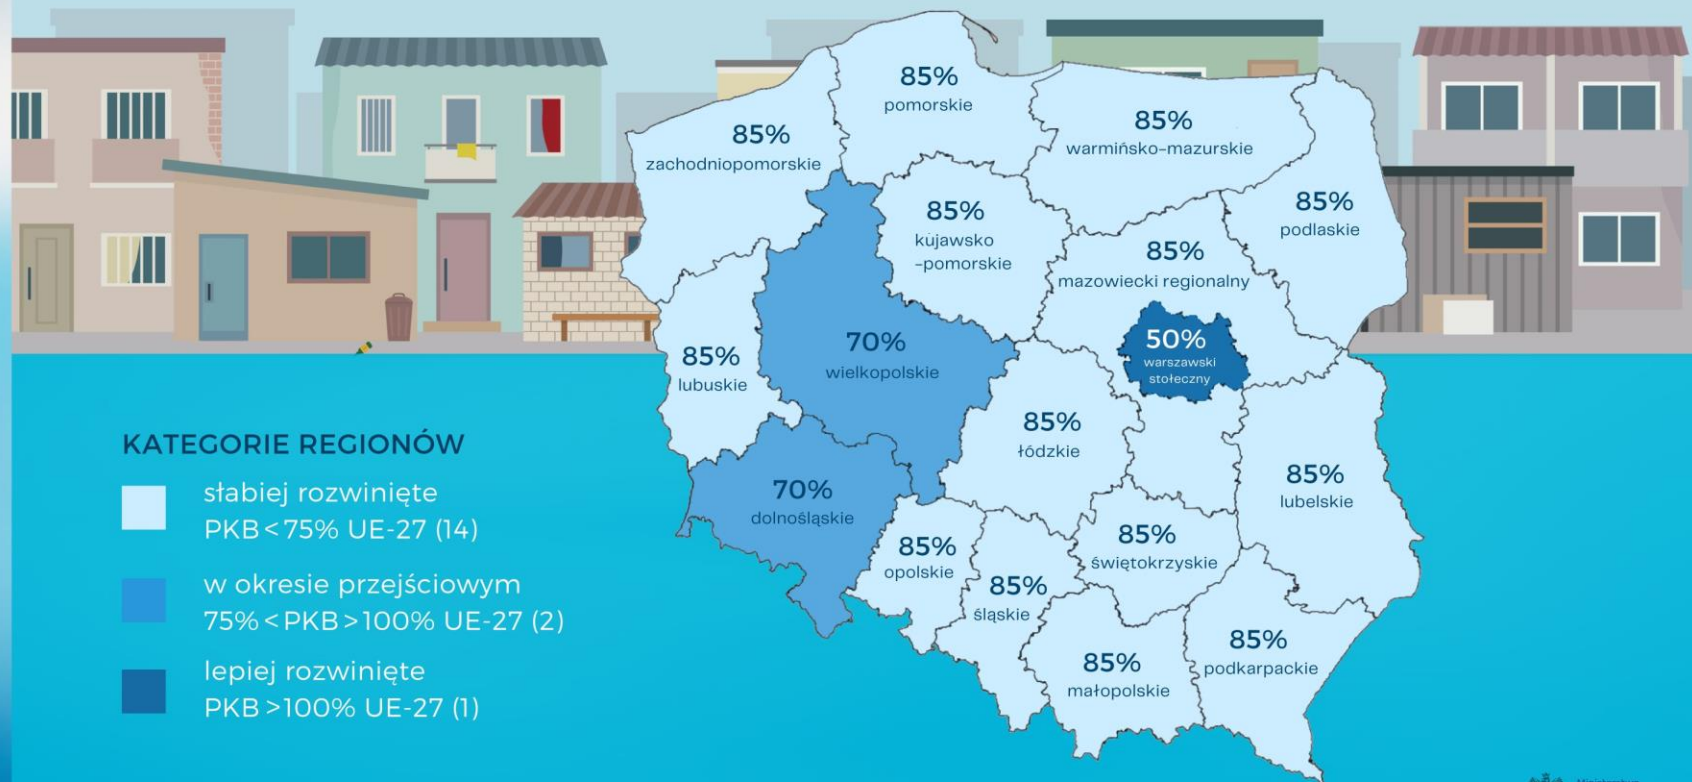 85%
pomorskie
85%
zachodniopomorskie
85%
warmińsko-mazurskie
85%
podlaskie
85%
kujawsko
-pomorskie
85%
mazowiecki regionalny
50%
warszawski
stołeczny
70%
wielkopolskie
85%
lubuskie
85%
łódzkie
85%
lubelskie
70%
dolnośląskie
85%
opolskie
85%
śląskie
85%
świętokrzyskie
85%
małopolskie
85%
podkarpackie
KATEGORIE REGIONÓW
słabiej rozwinięte
PKB<75% UE-27 (14)
w okresie przejściowym
75%<PKB>100% UE-27 (2)
lepiej rozwinięte
PKB >100% UE-27 (1)